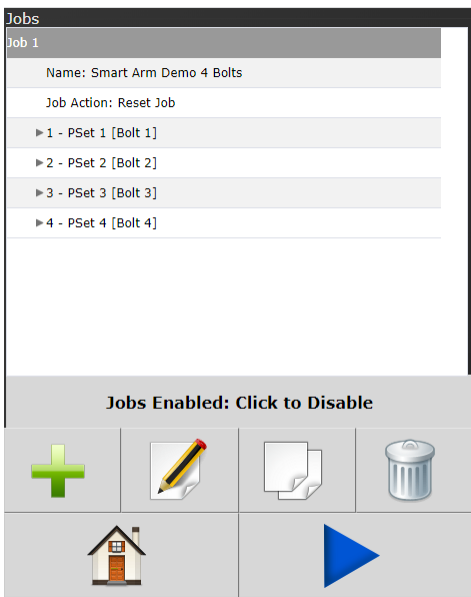 Jobs
Job 1
Name: Smart Arm Demo 4 Bolts
Job Action: Reset Job
1 - PSet 1 [Bolt 1]
2 - PSet 2 [Bolt 2]
3 - PSet 3 [Bolt 3]
4 - PSet 4 [Bolt 4]
Jobs Enabled: Click to Disable